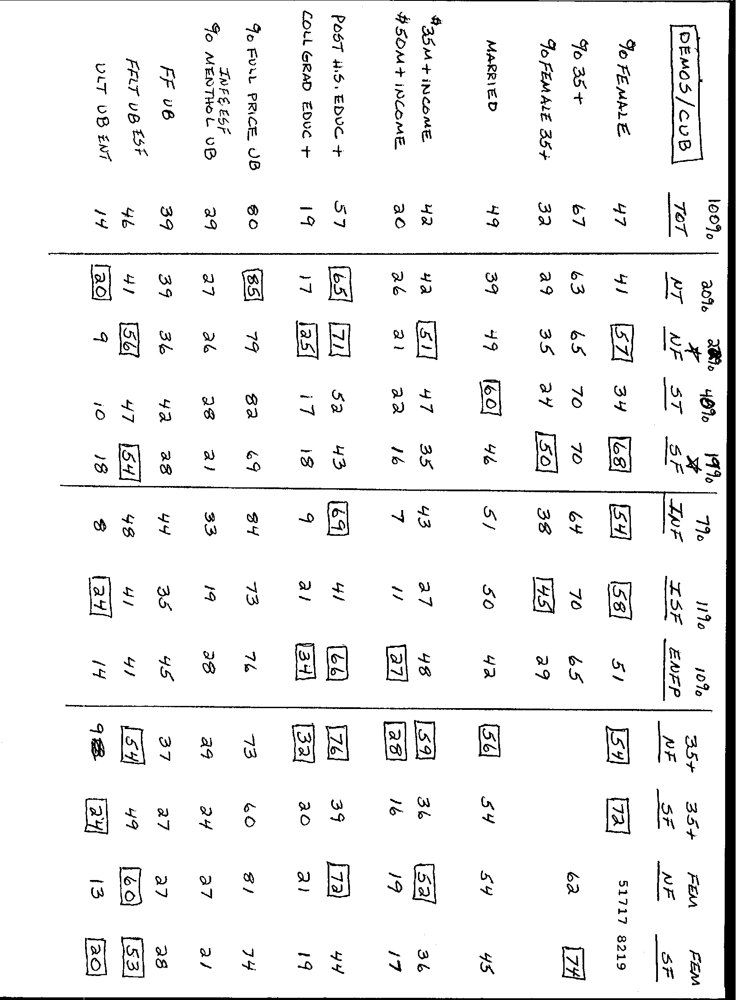 DEMOS/CUB
100% 20% 40% 19% 7% 11% 10% 35+ 35+ FEM FEM
TOT NT NF ST SF INF ISF ENFP NF SF NF SF
% FEMALE 47 41 57 34 68 54 58 51 54 72
51717 8219
% 35+ 67 63 65 70 70 64 70 65 62 74
% FEMALE 35+ 32 29 35 24 50 38 45 29
MARRIED 49 39 49 60 46 51 50 42 56 54 54 45
$35M+ INCOME 42 42 51 47 35 43 27 48 59 36 52 36
$50M+ INCOME 20 26 21 22 16 7 11 27 28 16 19 17
POST H.S. EDUC + 57 65 71 52 43 69 41 66 76 39 72 44
COLL GRAD EDUC + 19 17 25 17 18 9 21 34 32 20 21 19
% FULL PRICE UB 80 85 79 82 69 84 73 76 73 60 81 74
INF & ESF
% MENTHOL UB 29 27 26 28 21 33 19 28 29 24 27 21
FF UB 39 39 36 42 28 44 35 45 37 27 27 28
FFLT UB ESF 46 41 56 47 54 48 41 41 54 49 60 53
ULT UB ENT 14 20 9 10 18 8 24 14 9 24 13 20